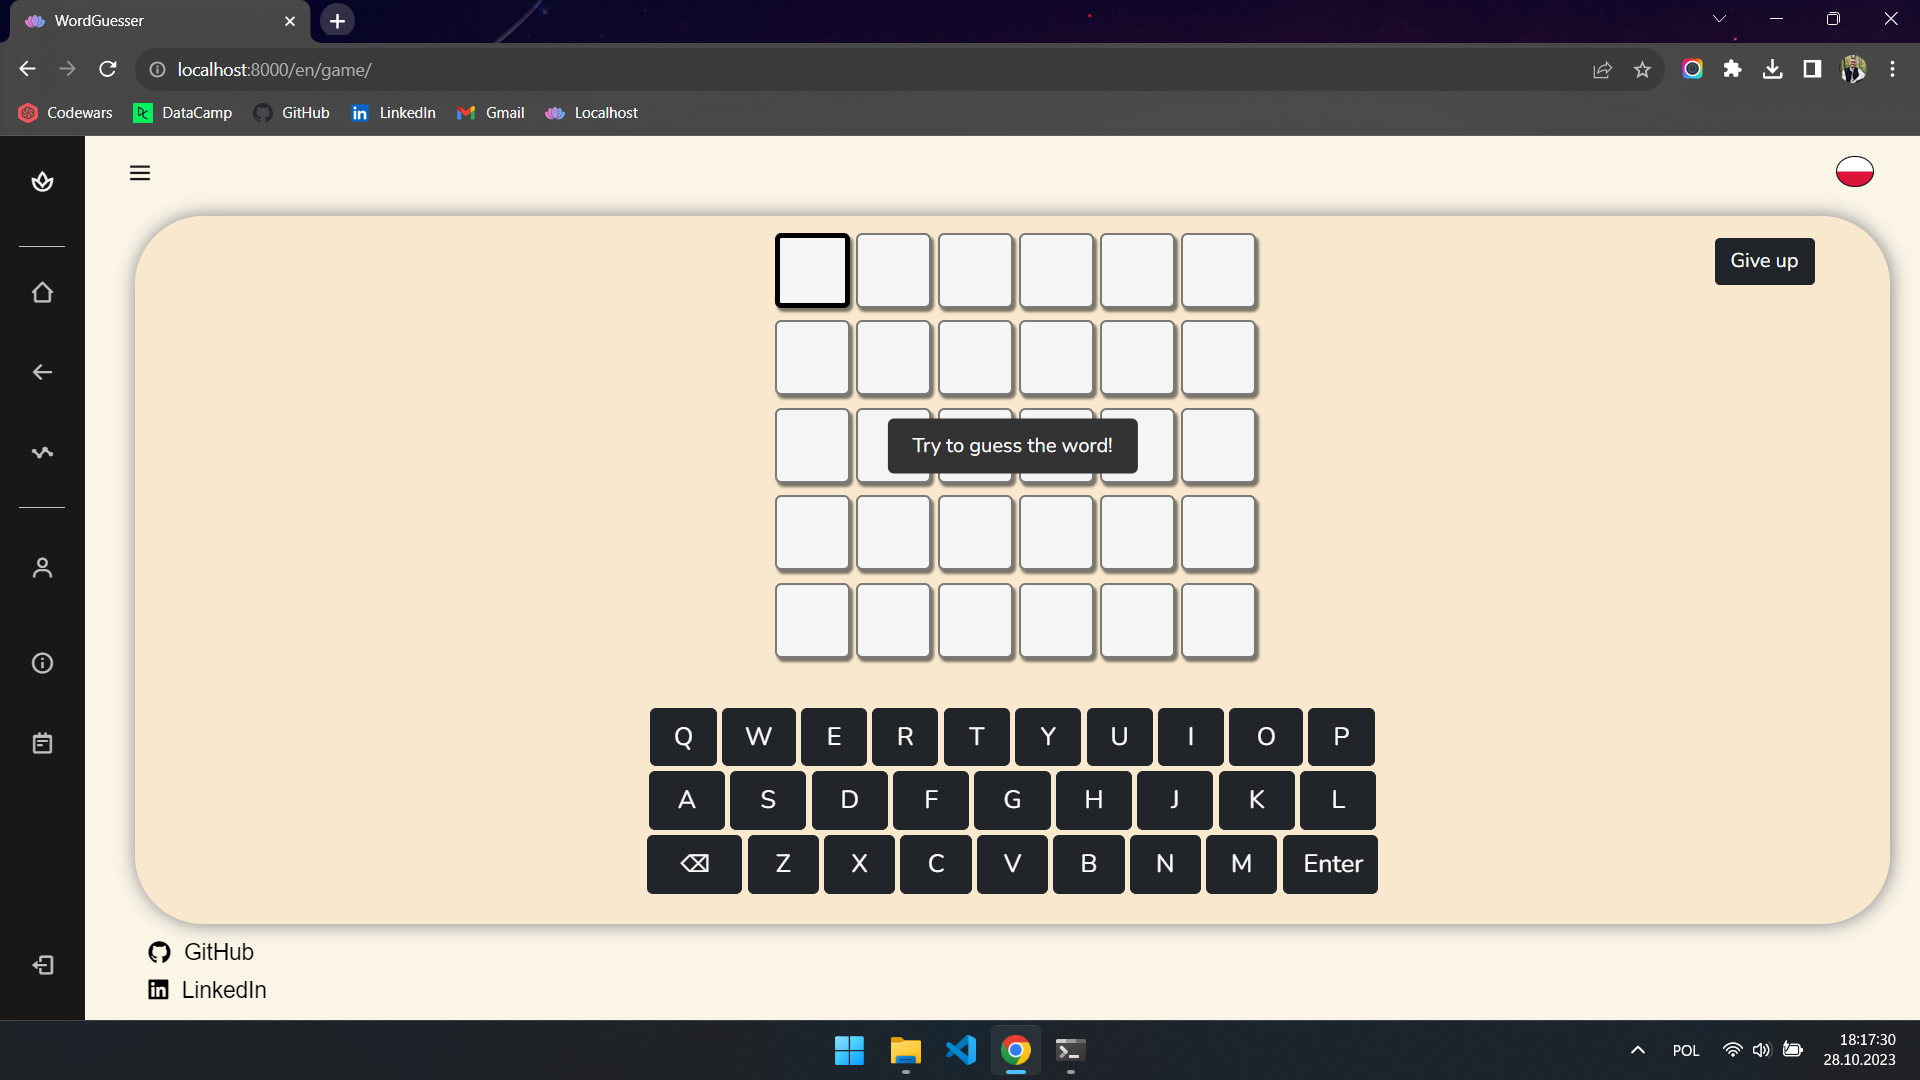 WordGuesser
localhost:8000/en/game/
Codewars
DataCamp
GitHub
LinkedIn
Gmail
Localhost
Give up
Try to guess the word!
Q W E R T Y U I O P
A S D F G H J K L
⌫ Z X C V B N M Enter
GitHub
LinkedIn
POL
18:17:30
28.10.2023